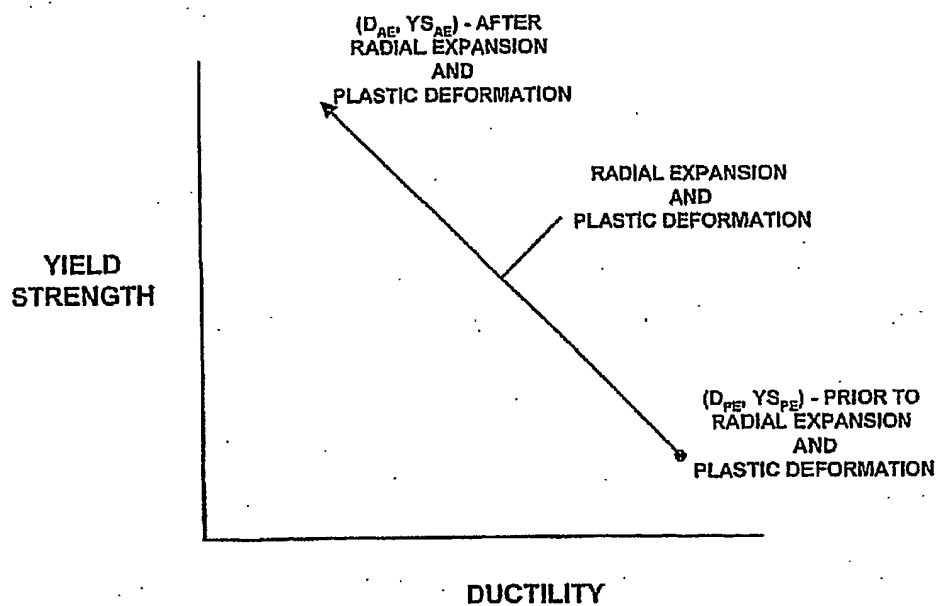 (D_AE, YS_AE) - AFTER
RADIAL EXPANSION
AND
PLASTIC DEFORMATION
RADIAL EXPANSION
AND
PLASTIC DEFORMATION
YIELD
STRENGTH
(D_PE, YS_PE) - PRIOR TO
RADIAL EXPANSION
AND
PLASTIC DEFORMATION
DUCTILITY